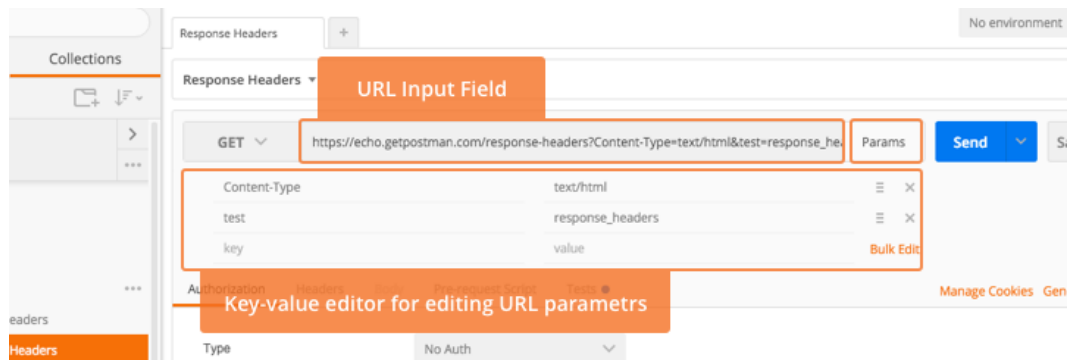 Response Headers +
No environment
Collections
Response Headers
URL Input Field
GET https://echo.getpostman.com/response-headers?Content-Type=text/html&test=response_hea Params Send Sa
Content-Type text/html
test response_headers
key value Bulk Edit
Authorization Headers Body Pre-request Script Tests
Manage Cookies Gen
Key-value editor for editing URL parametrs
eaders
Headers
Type No Auth